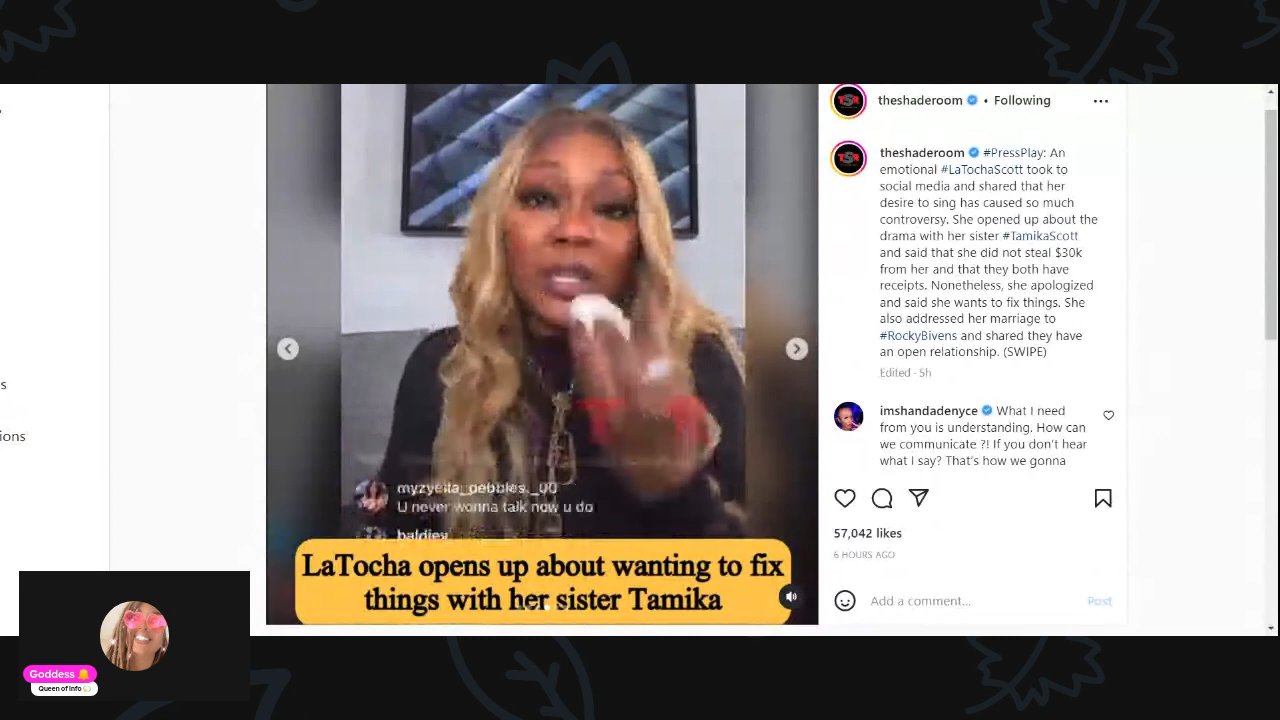 theshaderoom • Following
theshaderoom #PressPlay: An
emotional #LaTochaScott took to
social media and shared that her
desire to sing has caused so much
controversy. She opened up about the
drama with her sister #TamikaScott
and said that she did not steal $30k
from her and that they both have
receipts. Nonetheless, she apologized
and said she wants to fix things. She
also addressed her marriage to
#RockyBivens and shared they have
an open relationship. (SWIPE)
Edited · 5h
imshandadenyce What I need
from you is understanding. How can
we communicate ?! If you don't hear
what I say? That's how we gonna
57,042 likes
6 HOURS AGO
Add a comment... Post
TSR
TSR
U never wonna talk now u do
baldiev
LaTocha opens up about wanting to fix
things with her sister Tamika
s
ions
Goddess
Queen of Info